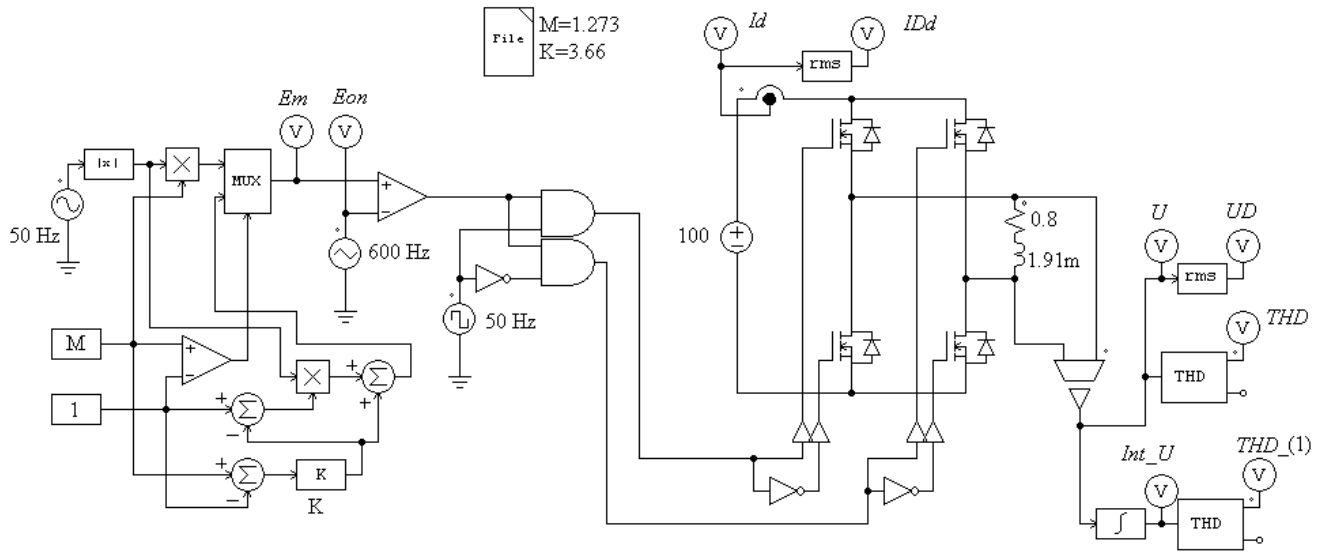 File
M=1.273
K=3.66
Id
IDd
V
V
rms
Em
Eon
V
V
|x|
MUX
50 Hz
+
−
600 Hz
50 Hz
100
+
−
0.8
1.91m
U
UD
V
V
rms
THD
V
THD
M
1
+
−
+
−
Σ
+
+
Σ
+
−
Σ
K
K
Int_U
THD_(1)
V
V
∫
THD